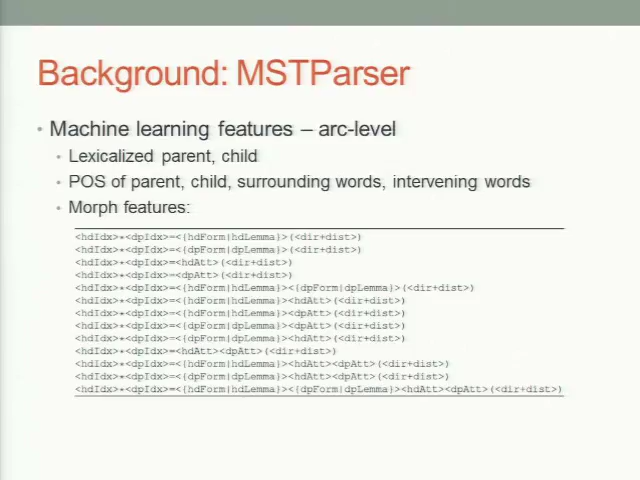 Background: MSTParser
• Machine learning features – arc-level
• Lexicalized parent, child
• POS of parent, child, surrounding words, intervening words
• Morph features:
<hdIdx>*<dpIdx>=<{hdForm|hdLemma}>(<dir+dist>)
<hdIdx>*<dpIdx>=<{dpForm|dpLemma}>(<dir+dist>)
<hdIdx>*<dpIdx>=<hdAtt>(<dir+dist>)
<hdIdx>*<dpIdx>=<dpAtt>(<dir+dist>)
<hdIdx>*<dpIdx>=<{hdForm|hdLemma}><{dpForm|dpLemma}>(<dir+dist>)
<hdIdx>*<dpIdx>=<{hdForm|hdLemma}><hdAtt>(<dir+dist>)
<hdIdx>*<dpIdx>=<{hdForm|hdLemma}><dpAtt>(<dir+dist>)
<hdIdx>*<dpIdx>=<{dpForm|dpLemma}><dpAtt>(<dir+dist>)
<hdIdx>*<dpIdx>=<{dpForm|dpLemma}><hdAtt>(<dir+dist>)
<hdIdx>*<dpIdx>=<hdAtt><dpAtt>(<dir+dist>)
<hdIdx>*<dpIdx>=<{hdForm|hdLemma}><hdAtt><dpAtt>(<dir+dist>)
<hdIdx>*<dpIdx>=<{dpForm|dpLemma}><hdAtt><dpAtt>(<dir+dist>)
<hdIdx>*<dpIdx>=<{hdForm|hdLemma}><{dpForm|dpLemma}><hdAtt><dpAtt>(<dir+dist>)